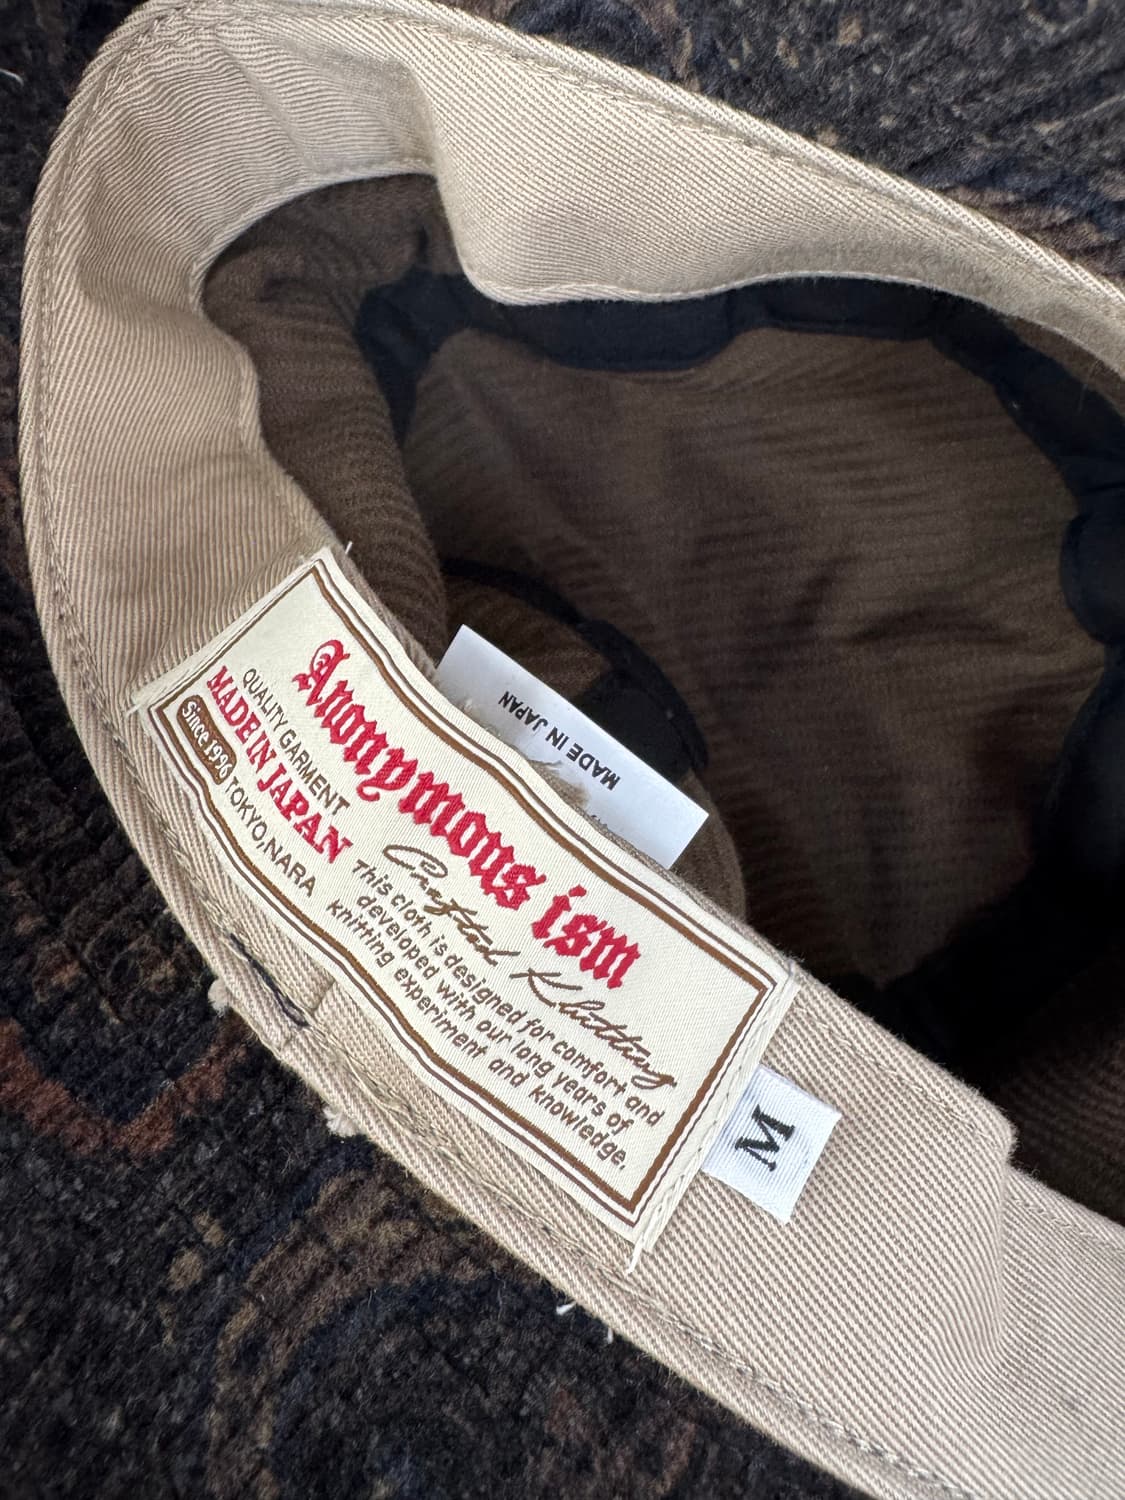 Anonymous ism
QUALITY GARMENT
MADE IN JAPAN
Since 1990 TOKYO,NARA
Crafted Klutting
This cloth is designed for comfort and
developed with our long years of
knitting experiment and knowledge.
M
MADE IN JAPAN